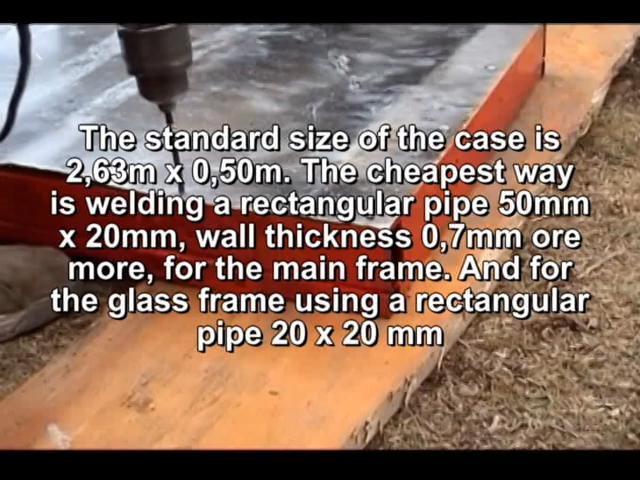 The standard size of the case is
2,63m x 0,50m. The cheapest way
is welding a rectangular pipe 50mm
x 20mm, wall thickness 0,7mm ore
more, for the main frame. And for
the glass frame using a rectangular
pipe 20 x 20 mm